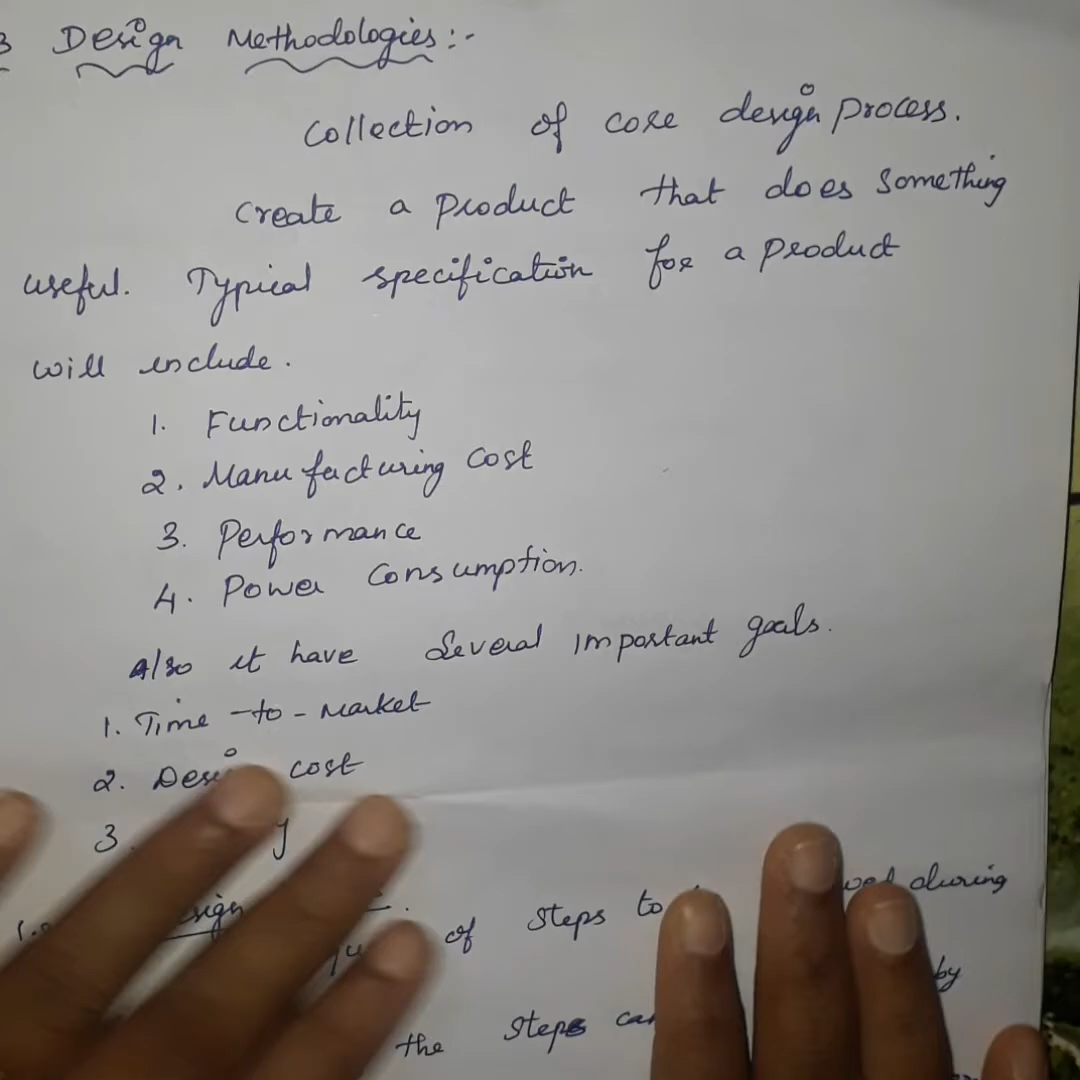 3 Design Methodologies:-
Collection of core design process.
Create a product that does something
useful. Typical specification for a product
will include.
1. Functionality
2. Manufacturing cost
3. Performance
4. Power Consumption.
Also it have several important goals.
1. Time-to-Market
2. cost
3.
of steps to during
by
the steps